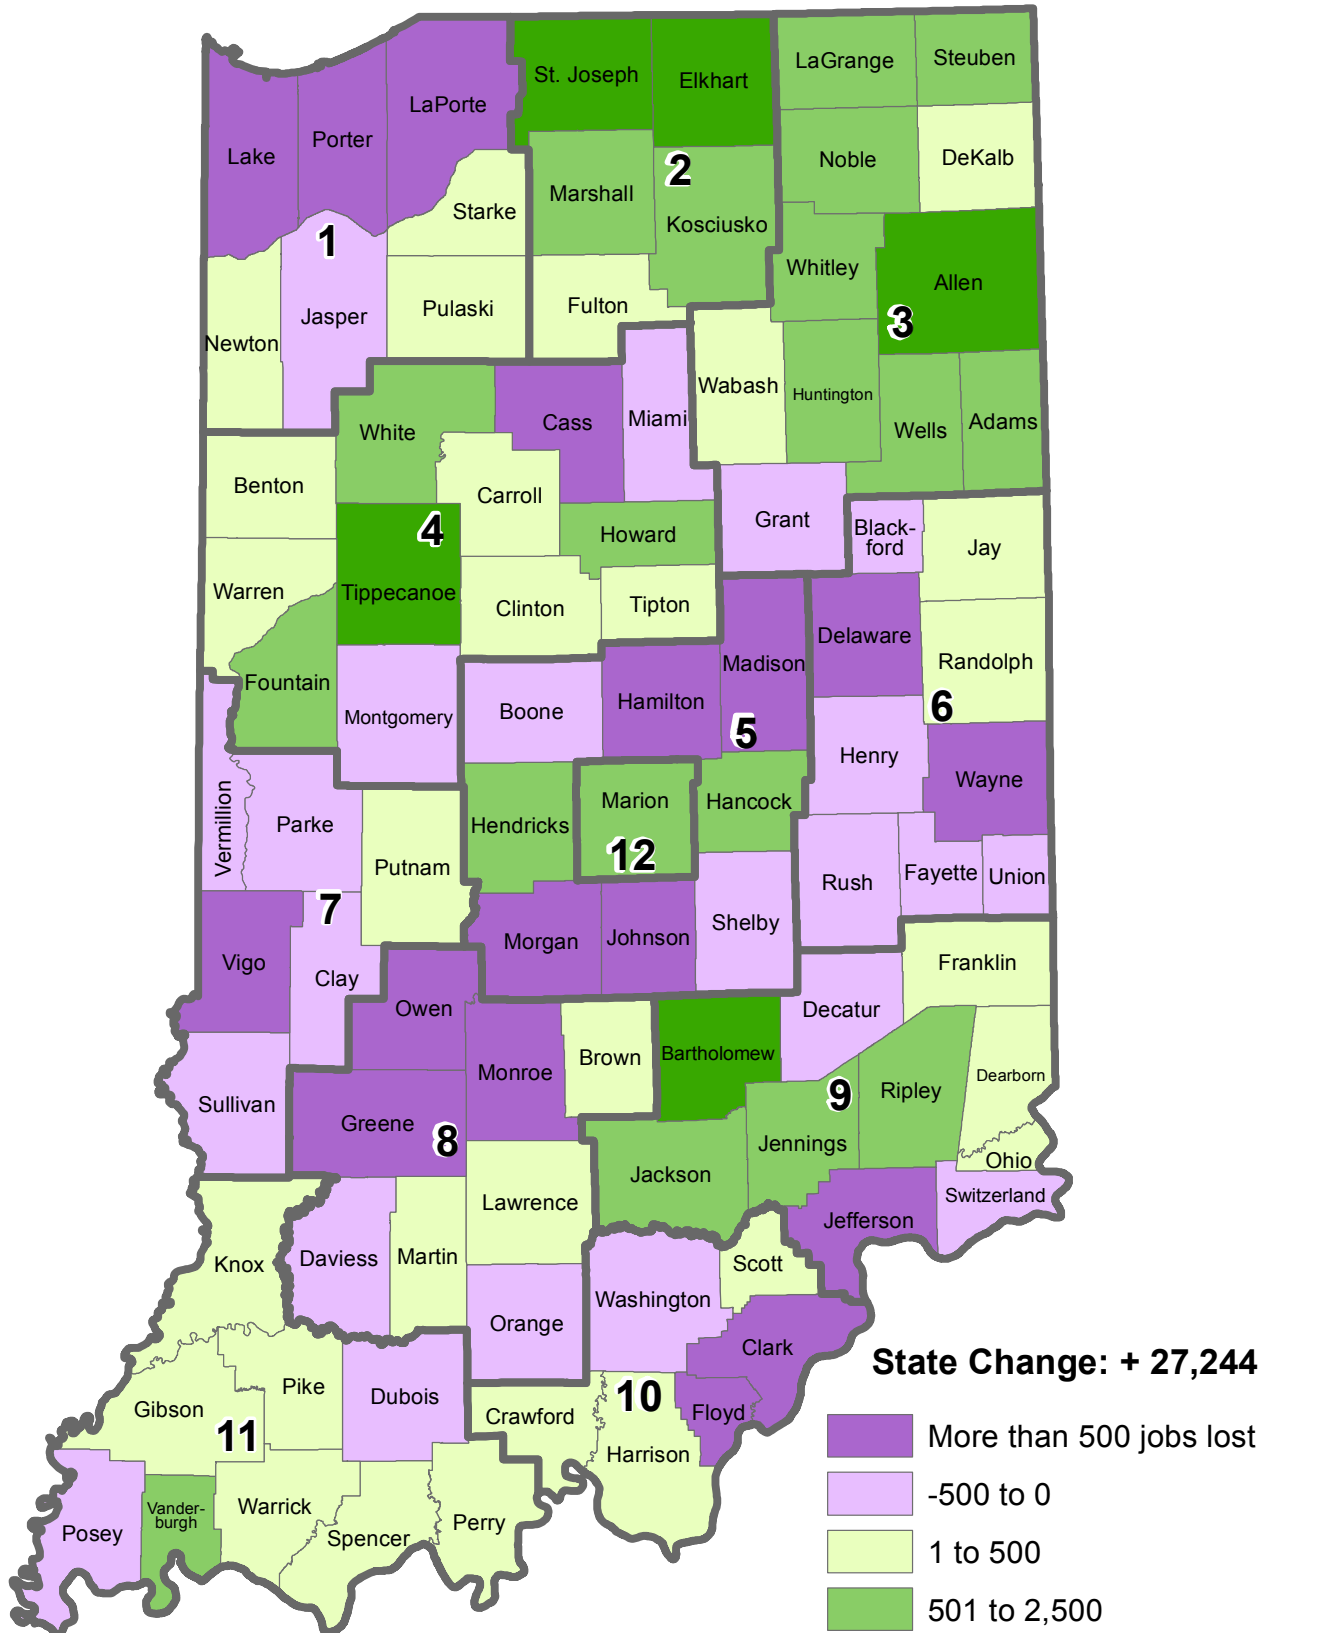 St. Joseph
Elkhart
LaGrange
Steuben
LaPorte
Lake
Porter
Noble
DeKalb
2
Marshall
Starke
Kosciusko
1
Whitley
Allen
Jasper
Pulaski
Fulton
3
Newton
Wabash
Huntington
White
Cass
Miami
Wells
Adams
Benton
Carroll
Grant
4
Howard
Black-
ford
Jay
Warren
Tippecanoe
Clinton
Tipton
Delaware
Madison
Randolph
Fountain
Montgomery
Boone
Hamilton
5
6
Henry
Wayne
Vermillion
Parke
Hendricks
Marion
Hancock
12
Putnam
Rush
Fayette
Union
7
Vigo
Clay
Morgan
Johnson
Shelby
Franklin
Owen
Decatur
Brown
Bartholomew
Monroe
Sullivan
Greene
8
9
Ripley
Dearborn
Jennings
Ohio
Jackson
Switzerland
Lawrence
Jefferson
Knox
Daviess
Martin
Scott
Washington
Orange
Clark
State Change: + 27,244
Pike
Dubois
10
Gibson
11
Crawford
Floyd
Harrison
More than 500 jobs lost
-500 to 0
Posey
Vander-
burgh
Warrick
Spencer
Perry
1 to 500
501 to 2,500